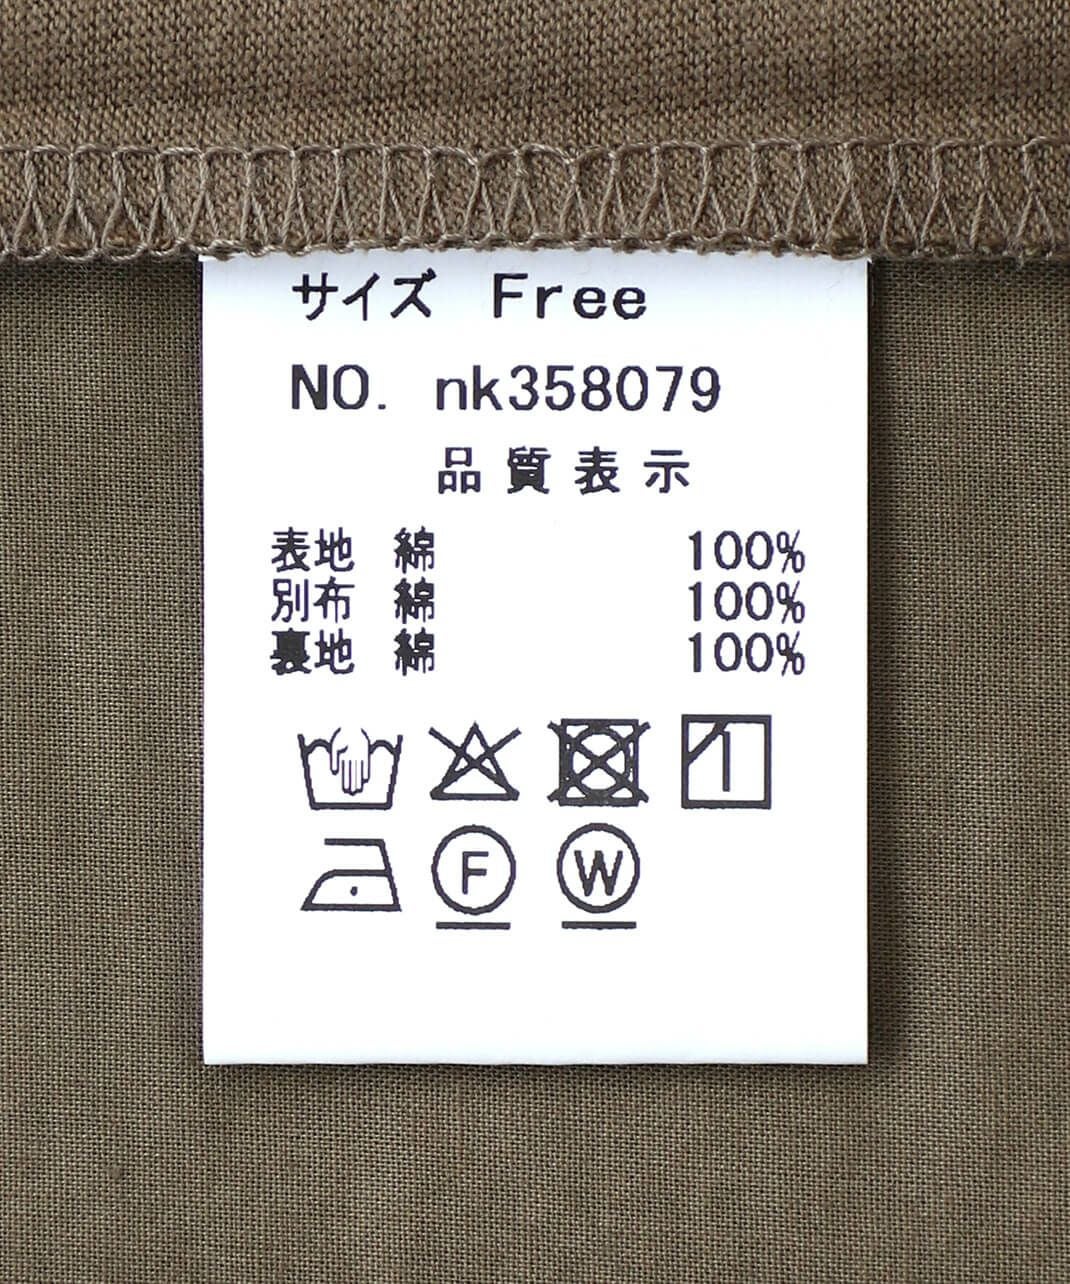 サイズ Free
NO. nk358079
品質表示
表地 綿 100%
別布 綿 100%
裏地 綿 100%
F W